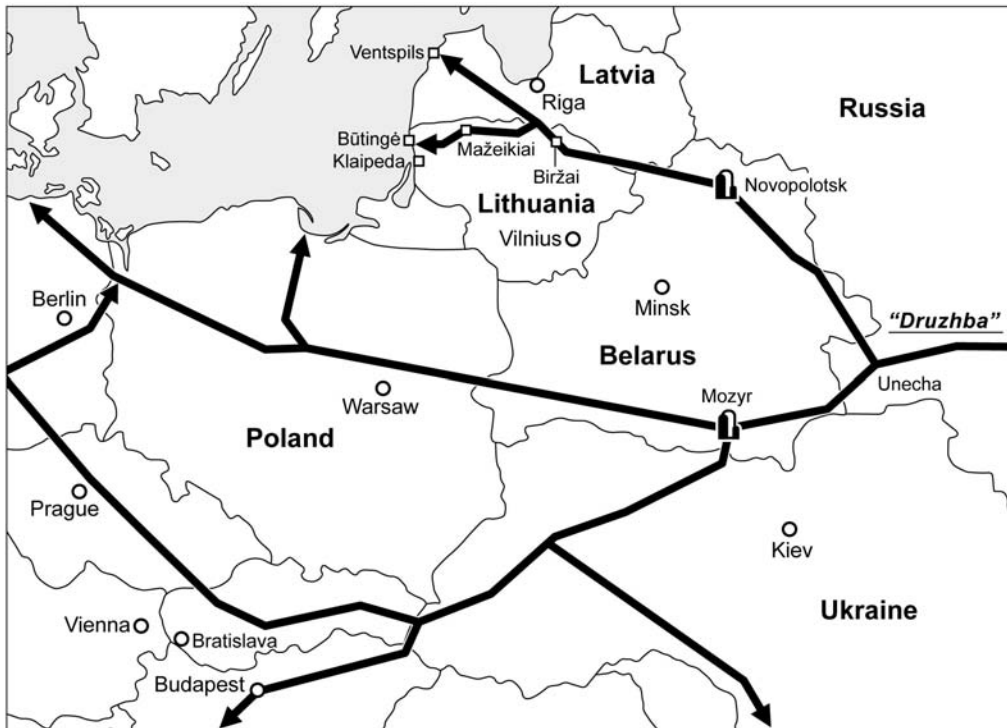 Ventspils
Latvia
Riga
Russia
Būtingė
Klaipeda
Mažeikiai
Biržai
Novopolotsk
Lithuania
Vilnius
Berlin
Minsk
“Druzhba”
Belarus
Unecha
Warsaw
Mozyr
Poland
Prague
Kiev
Ukraine
Vienna
Bratislava
Budapest